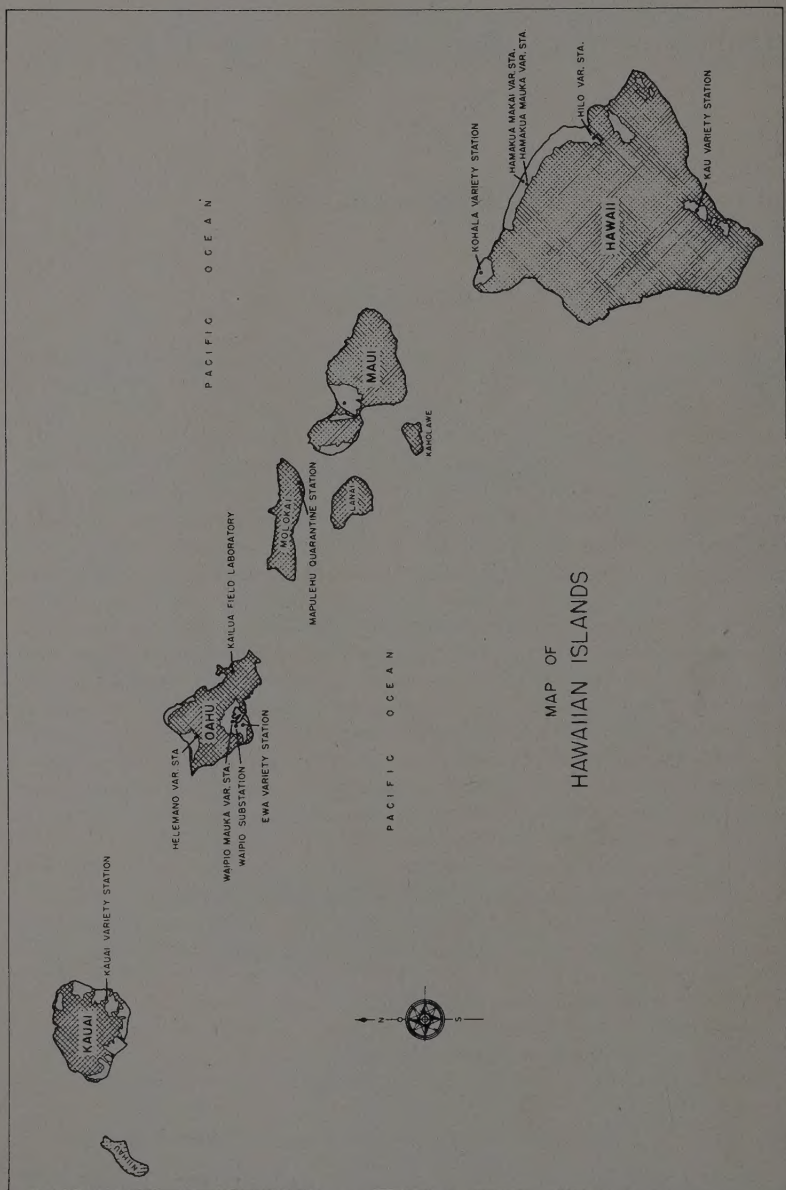 NIIHAU
KAUAI
KAUAI VARIETY STATION
HELEMANO VAR. STA
OAHU
WAIPIO MAUKA VAR. STA.
WAIPIO SUBSTATION
EWA VARIETY STATION
KAILUA FIELD LABORATORY
MOLOKAI
MAPULEHU QUARANTINE STATION
LANAI
MAUI
KAHOLAWE
PACIFIC OCEAN
PACIFIC OCEAN
KOHALA VARIETY STATION
HAMAKUA MAKAI VAR. STA.
HAMAKUA MAUKA VAR. STA.
HILO VAR. STA.
HAWAII
KAU VARIETY STATION
N
S
MAP OF
HAWAIIAN ISLANDS